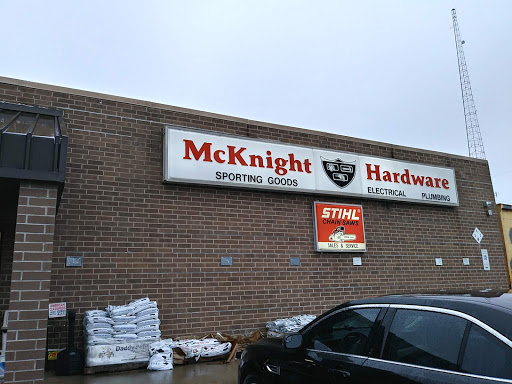 McKnight Hardware
SPORTING GOODS ELECTRICAL PLUMBING
STIHL
CHAIN SAWS
SALES & SERVICE